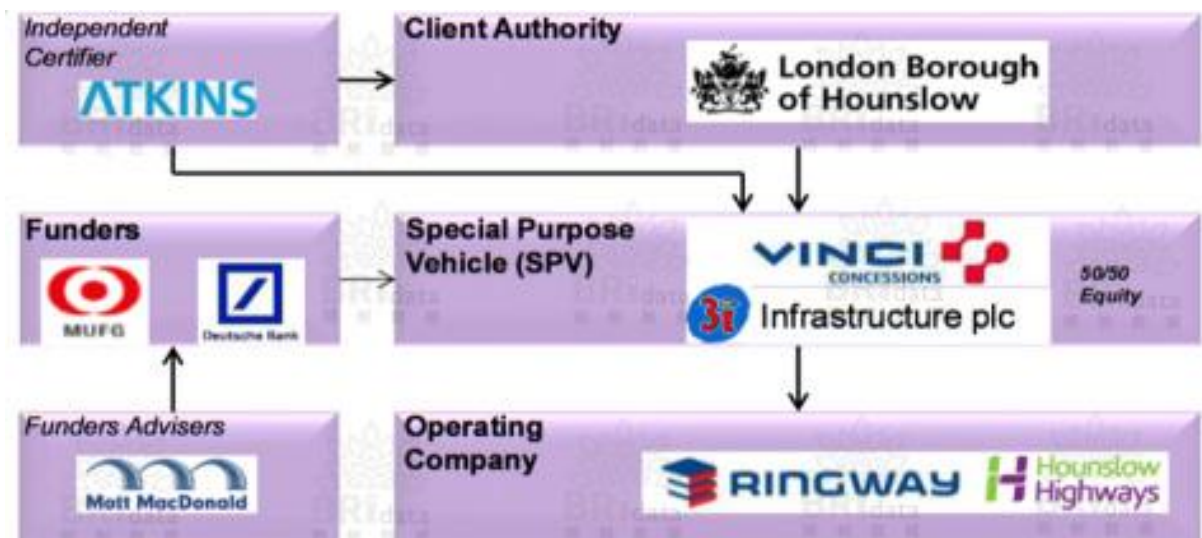 Independent
Certifier
ATKINS
Client Authority
London Borough
of Hounslow
Funders
MUFG
Deutsche Bank
Special Purpose
Vehicle (SPV)
VINCI
CONCESSIONS
3i Infrastructure plc
50/50
Equity
Funders Advisers
Mott MacDonald
Operating
Company
RINGWAY
Hounslow
Highways